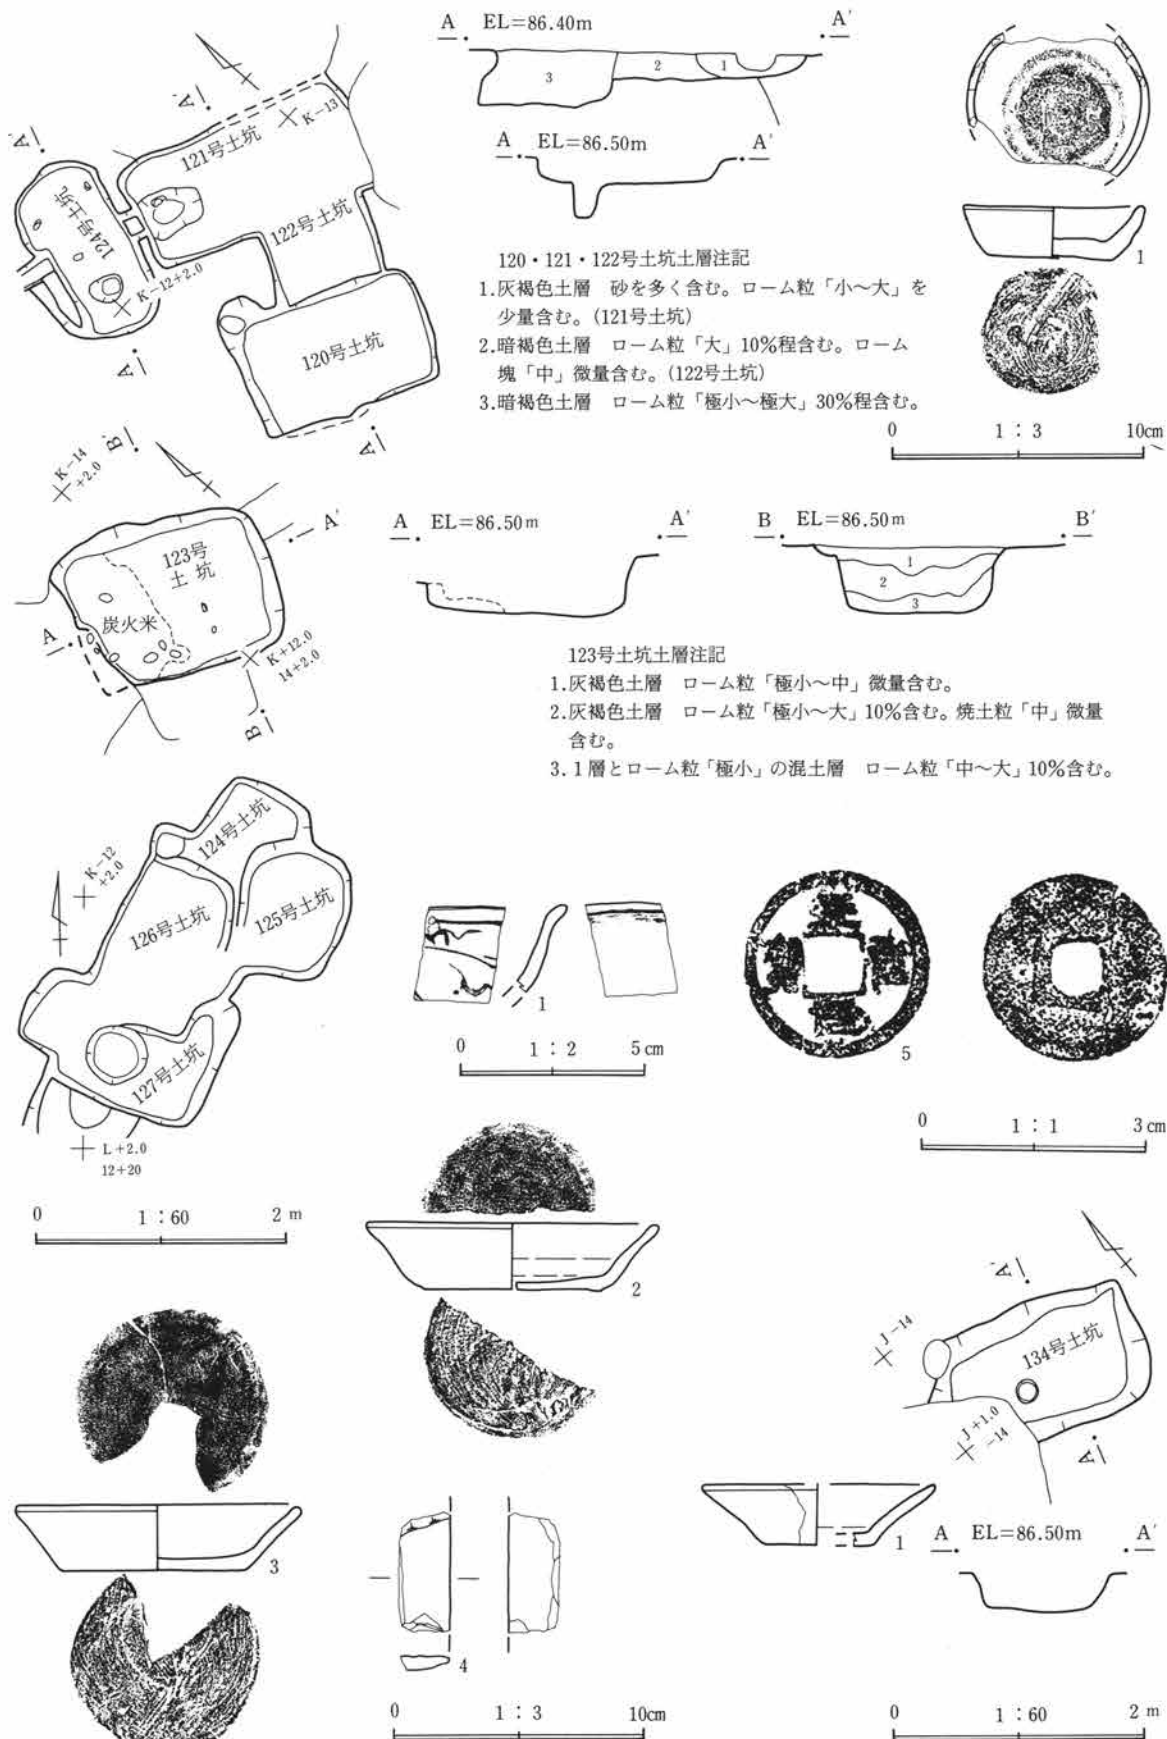 A EL=86.40m A'
3 2 1
A EL=86.50m A'
A' A'
K-13
121号土坑
124号土坑
122号土坑
K-12+2.0
120号土坑
A A
1
120・121・122号土坑土層注記
1.灰褐色土層 砂を多く含む。ローム粒「小〜大」を
少量含む。(121号土坑)
2.暗褐色土層 ローム粒「大」10%程含む。ローム
塊「中」微量含む。(122号土坑)
3.暗褐色土層 ローム粒「極小〜極大」30%程含む。
0 1:3 10cm
K-14
+2.0
B'
A'
123号
土坑
炭火米
A
K+12.0
14+2.0
B
A EL=86.50m A'
B EL=86.50m B'
1
2
3
123号土坑土層注記
1.灰褐色土層 ローム粒「極小〜中」微量含む。
2.灰褐色土層 ローム粒「極小〜大」10%含む。焼土粒「中」微量
含む。
3.1層とローム粒「極小」の混土層 ローム粒「中〜大」10%含む。
K-12
+2.0
124号土坑
126号土坑
125号土坑
127号土坑
L+2.0
12+20
0 1:60 2m
1
0 1:2 5cm
5
0 1:1 3cm
2
3
4
0 1:3 10cm
A'
J-14
134号土坑
J+1.0
-14
A
1
A EL=86.50m A'
0 1:60 2m